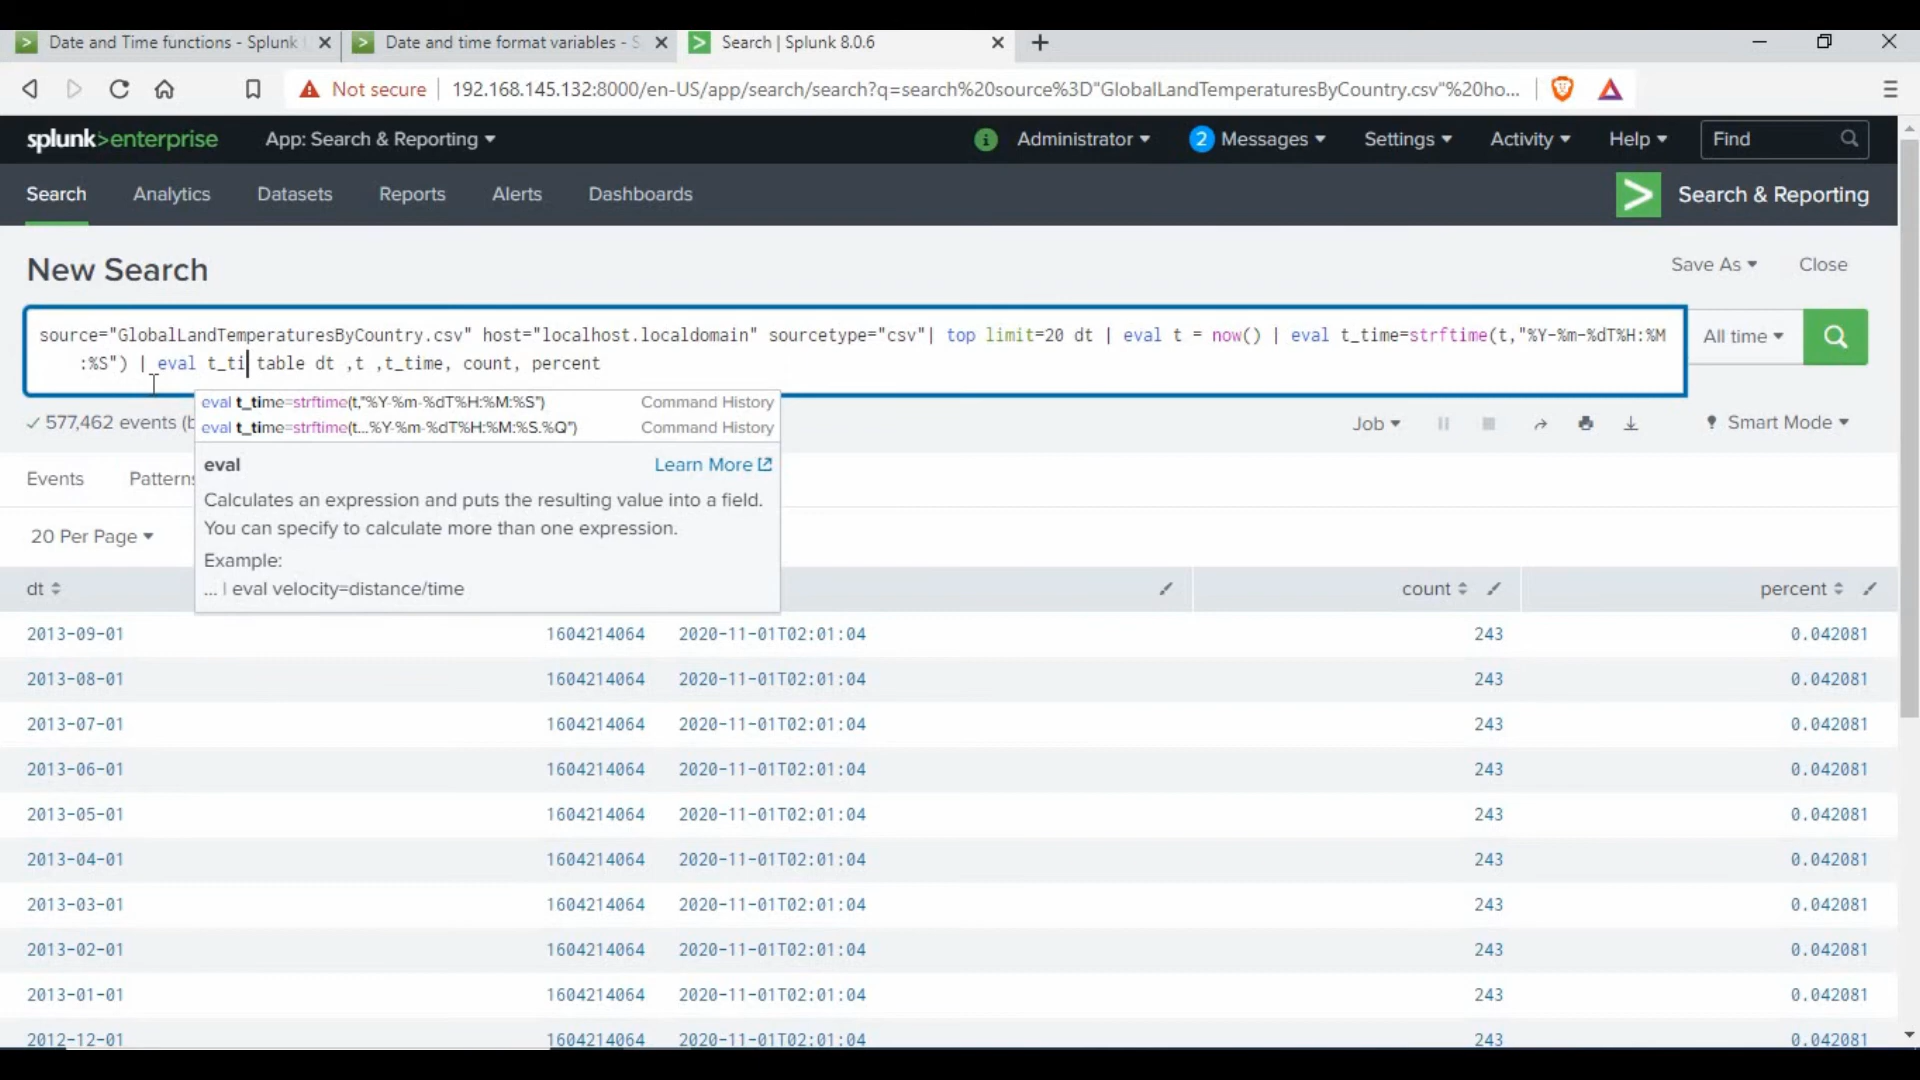 Date and Time functions - Splunk
Date and time format variables - S
Search | Splunk 8.0.6
Not secure
192.168.145.132:8000/en-US/app/search/search?q=search%20source%3D"GlobalLandTemperaturesByCountry.csv"%20ho...
splunk>enterprise
App: Search & Reporting
i
Administrator
2
Messages
Settings
Activity
Help
Find
Search
Analytics
Datasets
Reports
Alerts
Dashboards
Search & Reporting
New Search
Save As
Close
source="GlobalLandTemperaturesByCountry.csv" host="localhost.localdomain" sourcetype="csv"| top limit=20 dt | eval t = now() | eval t_time=strftime(t,"%Y-%m-%dT%H:%M
:%S") | eval t_ti table dt ,t ,t_time, count, percent
All time
eval t_time=strftime(t,"%Y-%m-%dT%H:%M:%S")
Command History
eval t_time=strftime(t...%Y-%m-%dT%H:%M:%S.%Q")
Command History
577,462 events (b
Job
Smart Mode
eval
Learn More
Calculates an expression and puts the resulting value into a field.
You can specify to calculate more than one expression.
Example:
... | eval velocity=distance/time
Events
Patterns
20 Per Page
dt
count
percent
2013-09-01 1604214064 2020-11-01T02:01:04 243 0.042081
2013-08-01 1604214064 2020-11-01T02:01:04 243 0.042081
2013-07-01 1604214064 2020-11-01T02:01:04 243 0.042081
2013-06-01 1604214064 2020-11-01T02:01:04 243 0.042081
2013-05-01 1604214064 2020-11-01T02:01:04 243 0.042081
2013-04-01 1604214064 2020-11-01T02:01:04 243 0.042081
2013-03-01 1604214064 2020-11-01T02:01:04 243 0.042081
2013-02-01 1604214064 2020-11-01T02:01:04 243 0.042081
2013-01-01 1604214064 2020-11-01T02:01:04 243 0.042081
2012-12-01 1604214064 2020-11-01T02:01:04 243 0.042081